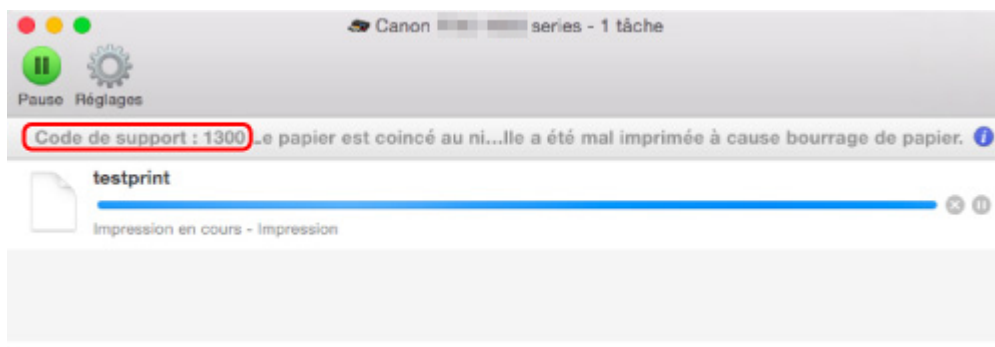 Canon series - 1 tâche
Pause Réglages
Code de support : 1300 Le papier est coincé au ni...lle a été mal imprimée à cause bourrage de papier.
testprint
Impression en cours - Impression